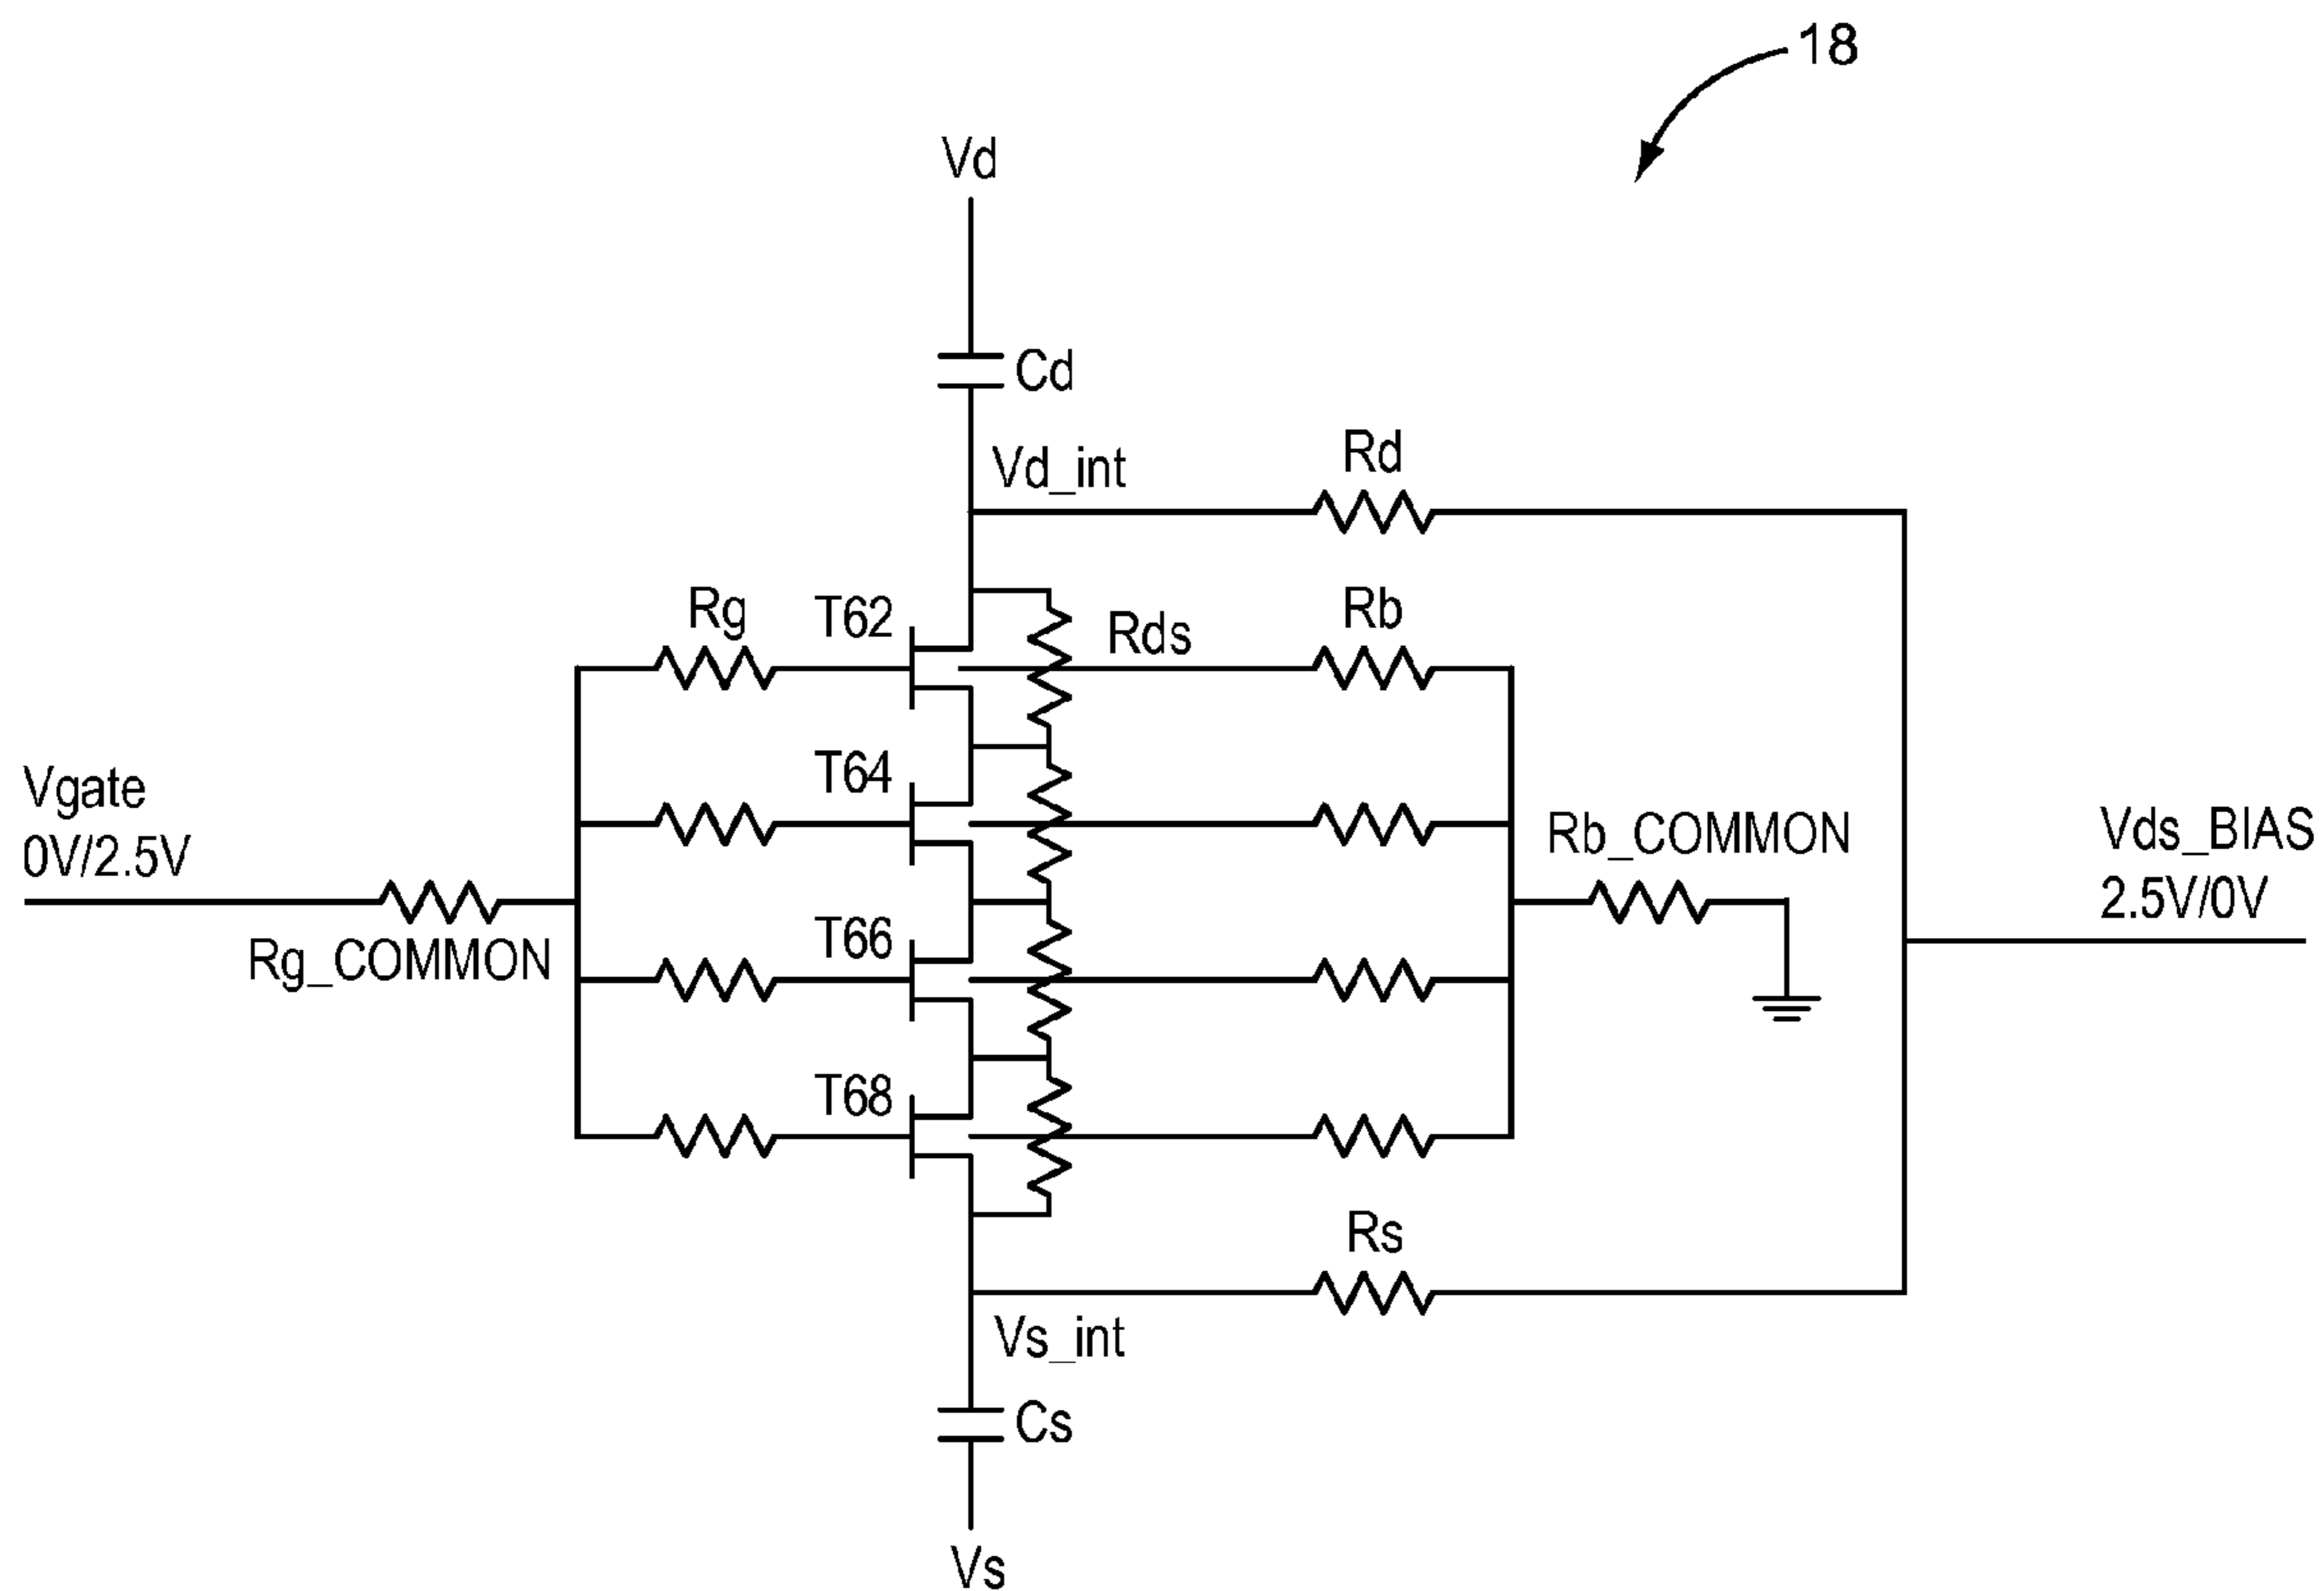 18
Vd
Cd
Vd_int
Rd
Rg
T62
Rds
Rb
T64
Vgate
0V/2.5V
Rb_COMMON
Vds_BIAS
2.5V/0V
T66
Rg_COMMON
T68
Rs
Vs_int
Cs
Vs